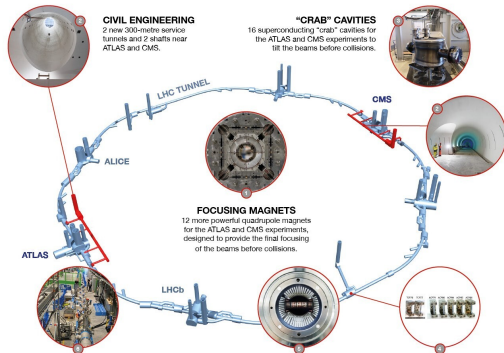 CIVIL ENGINEERING
2 new 300-metre service
tunnels and 2 shafts near
ATLAS and CMS.
“CRAB” CAVITIES
16 superconducting “crab” cavities for
the ATLAS and CMS experiments to
tilt the beams before collisions.
LHC TUNNEL
CMS
ALICE
FOCUSING MAGNETS
12 more powerful quadrupole magnets
for the ATLAS and CMS experiments,
designed to provide the final focusing
of the beams before collisions.
ATLAS
LHCb